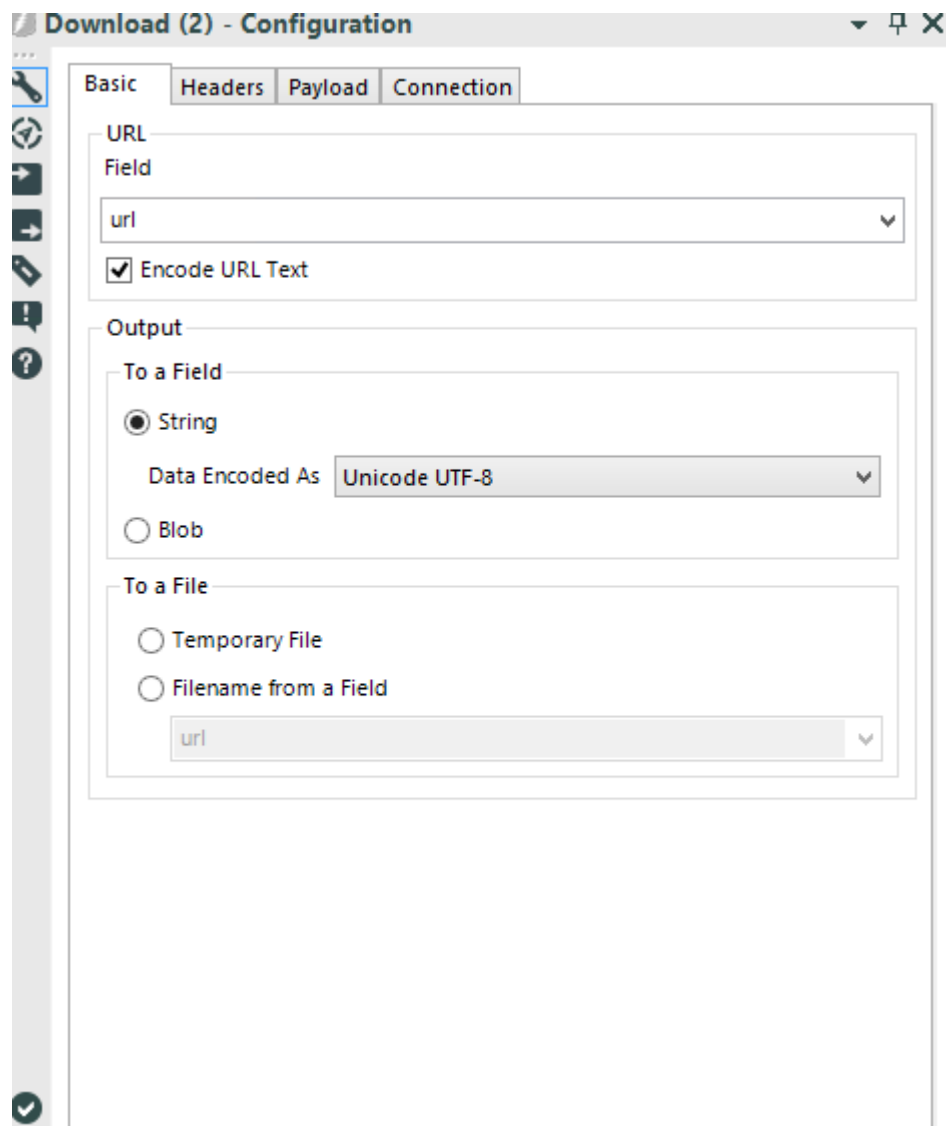 Download (2) - Configuration
Basic Headers Payload Connection
URL
Field
url
Encode URL Text
Output
To a Field
String
Data Encoded As Unicode UTF-8
Blob
To a File
Temporary File
Filename from a Field
url